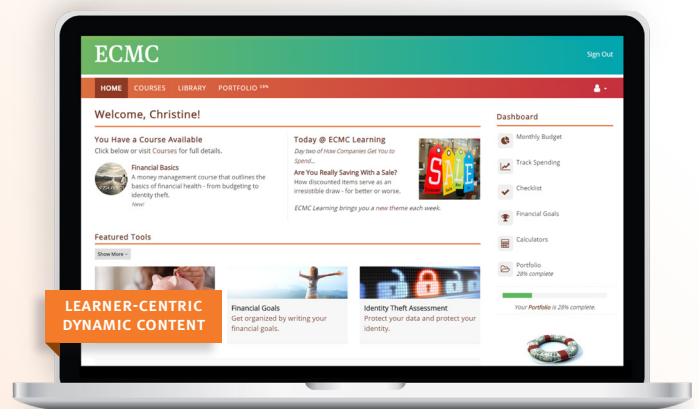 ECMC
Sign Out
HOME COURSES LIBRARY PORTFOLIO 28%
Welcome, Christine!
You Have a Course Available
Click below or visit Courses for full details.
Financial Basics
A money management course that outlines the
basics of financial health - from budgeting to
identity theft.
New!
Today @ ECMC Learning
Day two of How Companies Get You to
Spend...
Are You Really Saving With a Sale?
How discounted items serve as an
irresistible draw - for better or worse.
ECMC Learning brings you a new theme each week.
SALE
Featured Tools
Show More
Financial Goals
Get organized by writing your
financial goals.
Identity Theft Assessment
Protect your data and protect your
identity.
Dashboard
Monthly Budget
Track Spending
Checklist
Financial Goals
Calculators
Portfolio
28% complete
Your Portfolio is 28% complete.
LEARNER-CENTRIC
DYNAMIC CONTENT